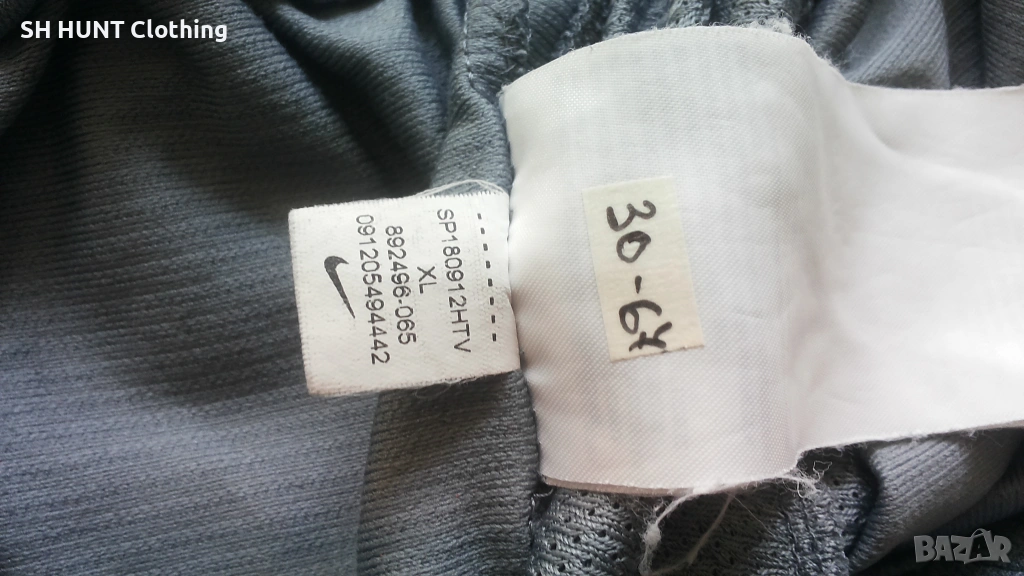 SH HUNT Clothing
SP180912HTV
XL
892496-065
091205494442
30-64
BAZAR